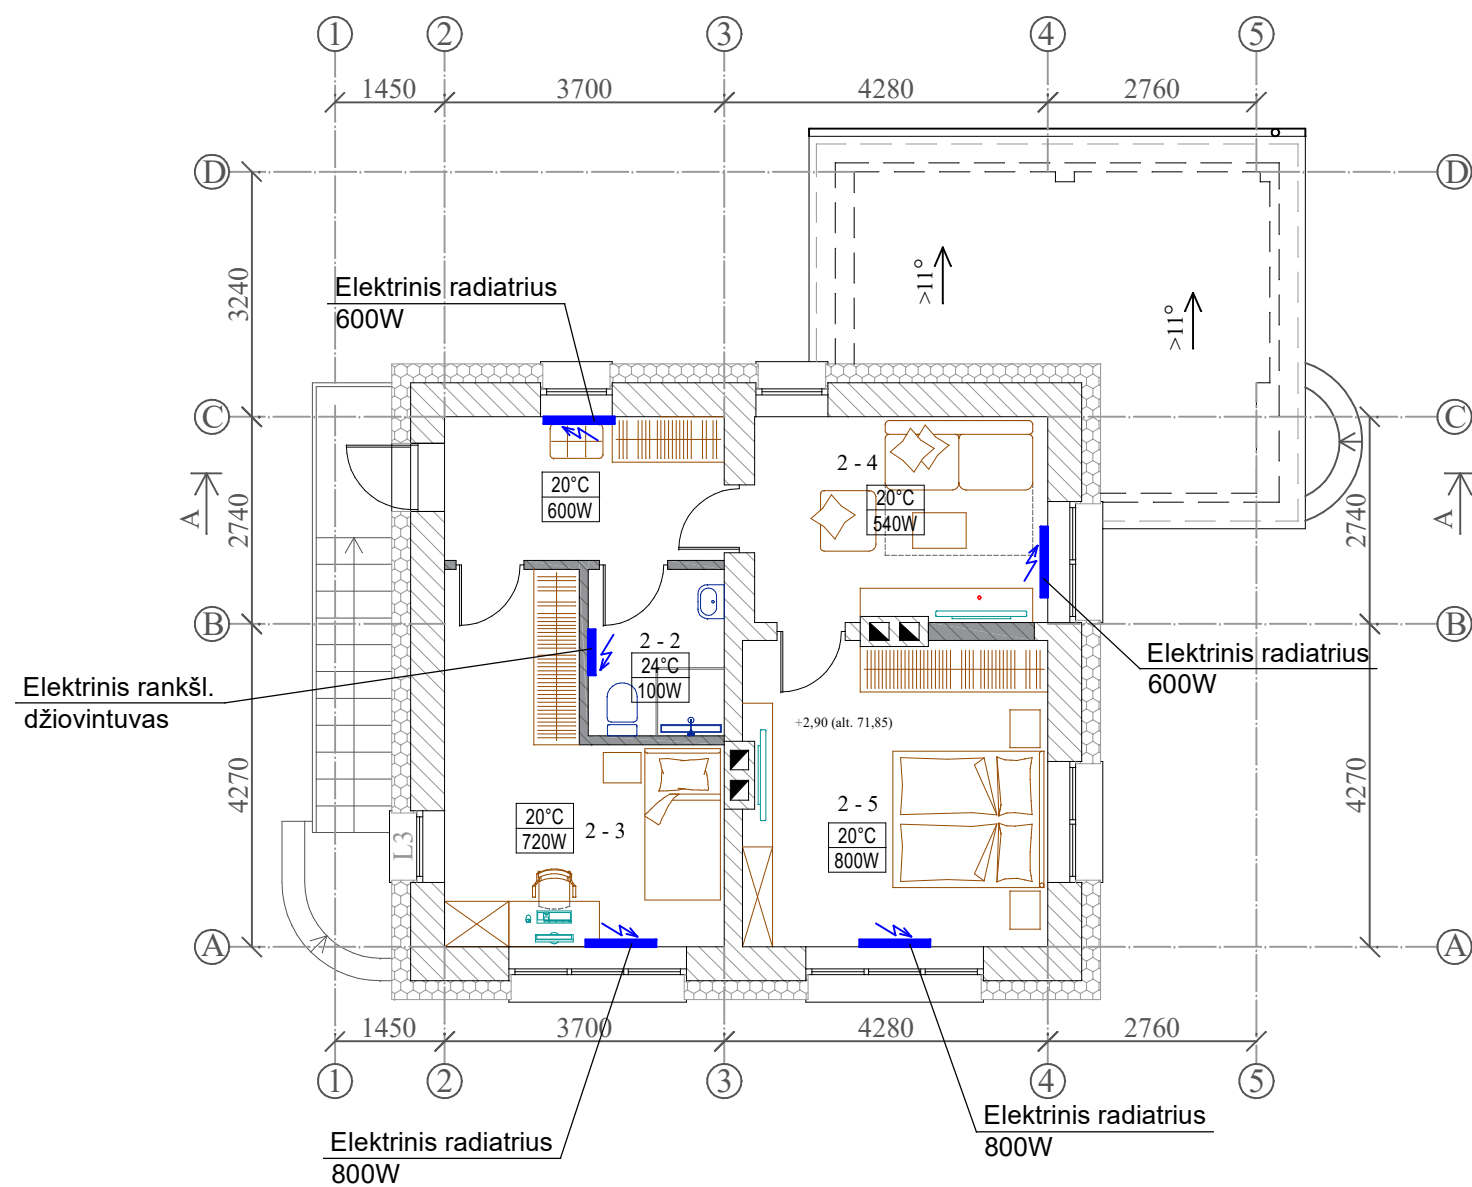 1 2 3 4 5
1450 3700 4280 2760
D D
3240
>11°
>11°
Elektrinis radiatrius
600W
C C
A A
2740 2740
20°C
600W
2 - 4
20°C
540W
B B
2 - 2
24°C
100W
Elektrinis radiatrius
600W
Elektrinis rankšl.
džiovintuvas
+2,90 (alt. 71,85)
4270 4270
2 - 5
20°C
800W
20°C
720W
2 - 3
L3
A A
1450 3700 4280 2760
1 2 3 4 5
Elektrinis radiatrius
800W
Elektrinis radiatrius
800W